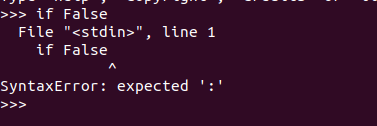 >>> if False
  File "<stdin>", line 1
    if False
            ^
SyntaxError: expected ':'
>>>